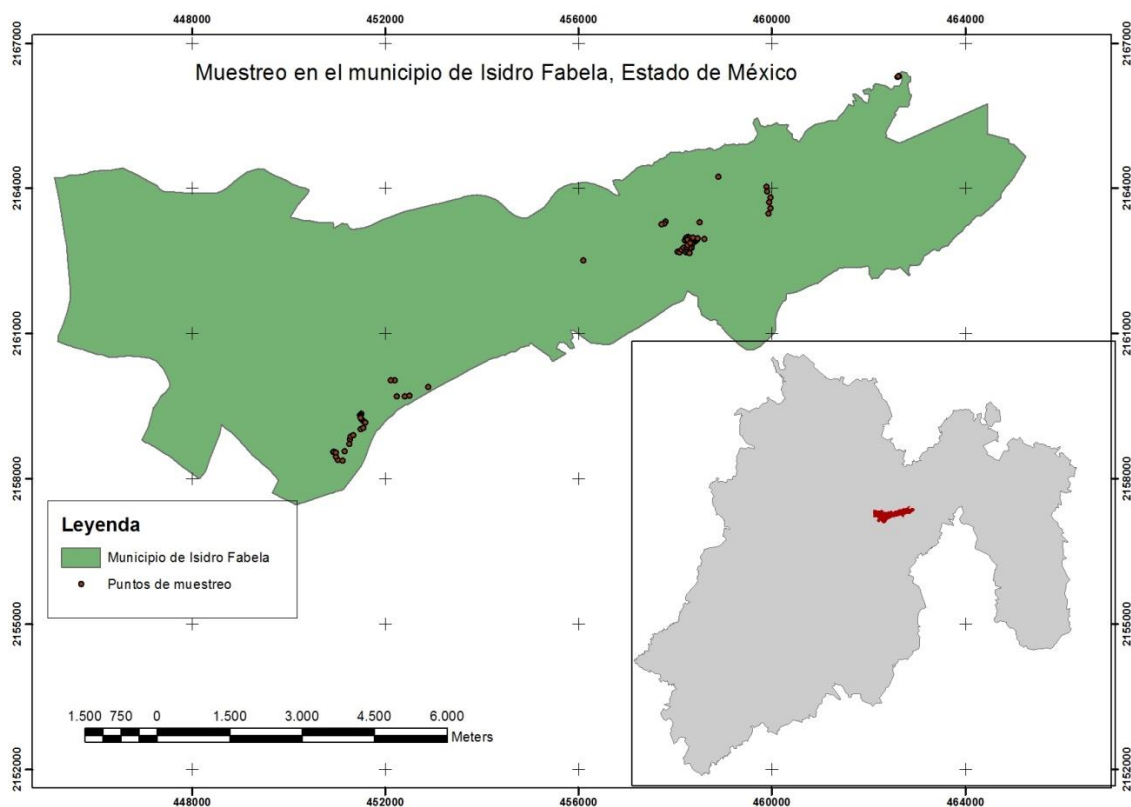 448000 452000 456000 460000 464000
2167000 2167000
Muestreo en el municipio de Isidro Fabela, Estado de México
2164000 2164000
2161000 2161000
2158000 2158000
Leyenda
Municipio de Isidro Fabela
Puntos de muestreo
2155000 2155000
1.500 750 0 1.500 3.000 4.500 6.000
Meters
2152000 2152000
448000 452000 456000 460000 464000